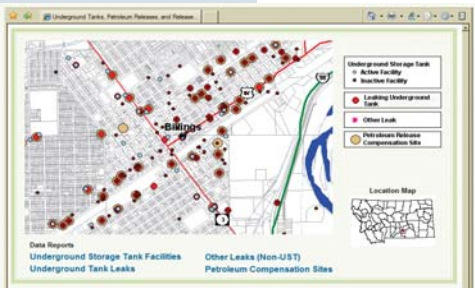 Underground Tanks, Petroleum Releases, and Release...
Underground Storage Tank
Active Facility
Inactive Facility
Leaking Underground
Tank
Other Leak
Petroleum Release
Compensation Site
Billings
Location Map
Data Reports
Underground Storage Tank Facilities
Other Leaks (Non-UST)
Underground Tank Leaks
Petroleum Compensation Sites